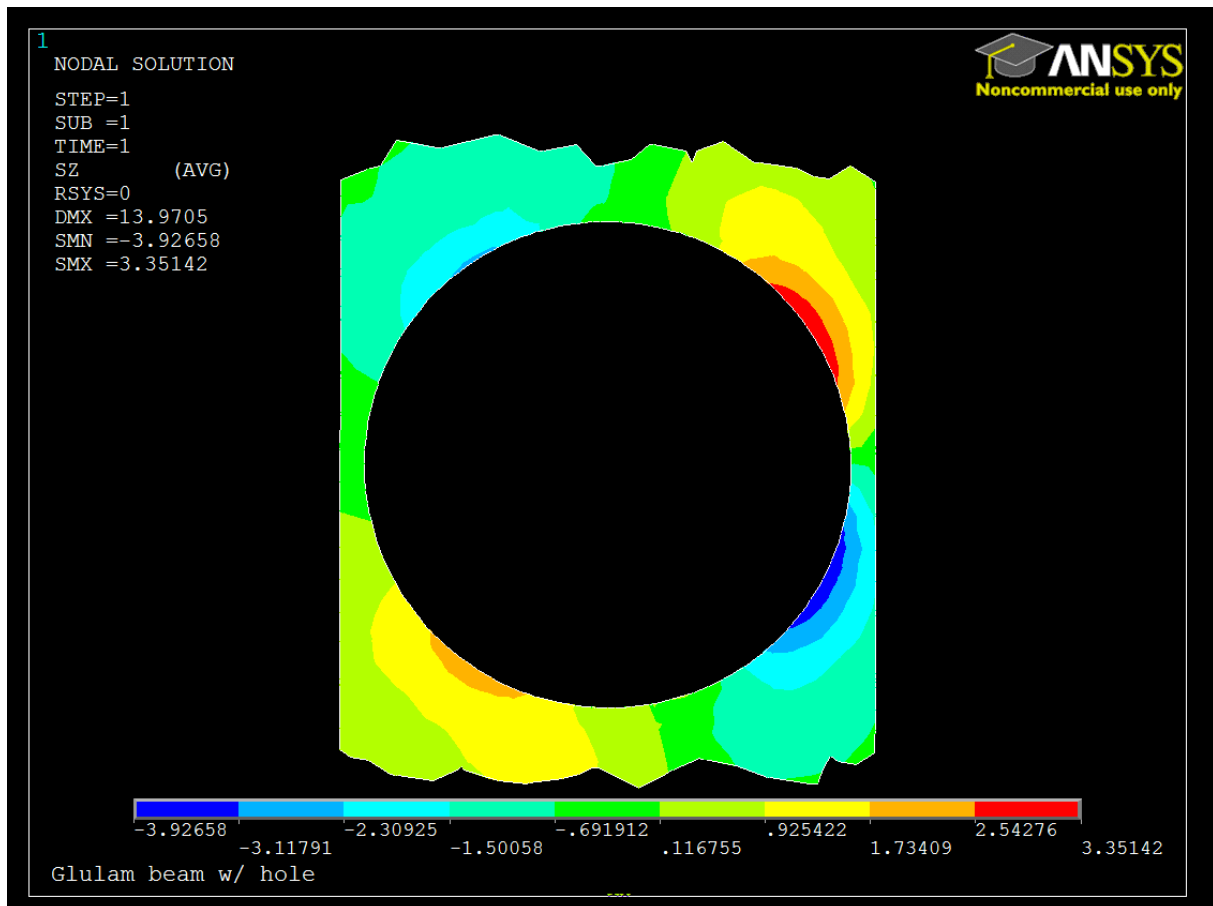 1
NODAL SOLUTION
STEP=1
SUB =1
TIME=1
SZ (AVG)
RSYS=0
DMX =13.9705
SMN =-3.92658
SMX =3.35142
ANSYS
Noncommercial use only
-3.92658 -2.30925 -.691912 .925422 2.54276
-3.11791 -1.50058 .116755 1.73409 3.35142
Glulam beam w/ hole